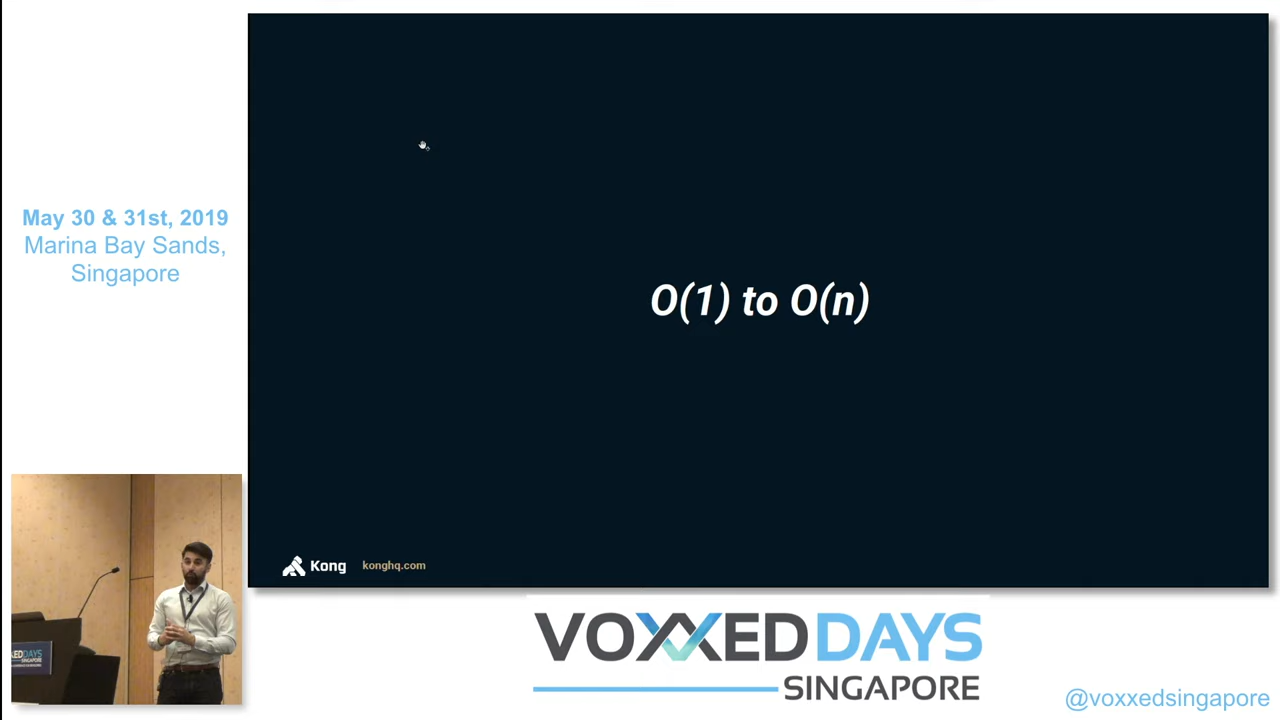 May 30 & 31st, 2019
Marina Bay Sands,
Singapore
O(1) to O(n)
Kong konghq.com
VOXXED DAYS
SINGAPORE
@voxxedsingapore